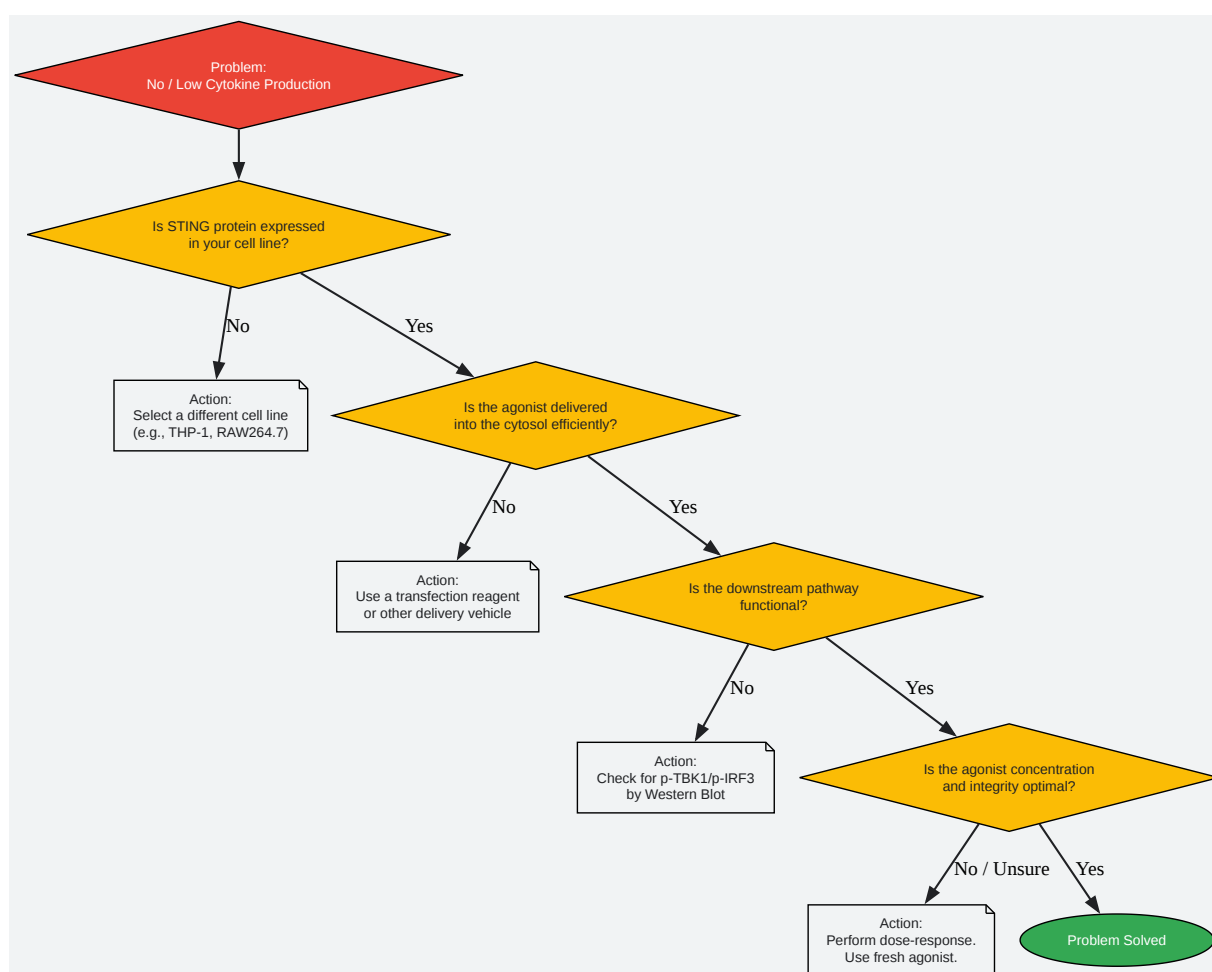 Problem:
No / Low Cytokine Production
Is STING protein expressed
in your cell line?
No
Yes
Action:
Select a different cell line
(e.g., THP-1, RAW264.7)
Is the agonist delivered
into the cytosol efficiently?
No
Yes
Action:
Use a transfection reagent
or other delivery vehicle
Is the downstream pathway
functional?
No
Yes
Action:
Check for p-TBK1/p-IRF3
by Western Blot
Is the agonist concentration
and integrity optimal?
No / Unsure
Yes
Action:
Perform dose-response.
Use fresh agonist.
Problem Solved